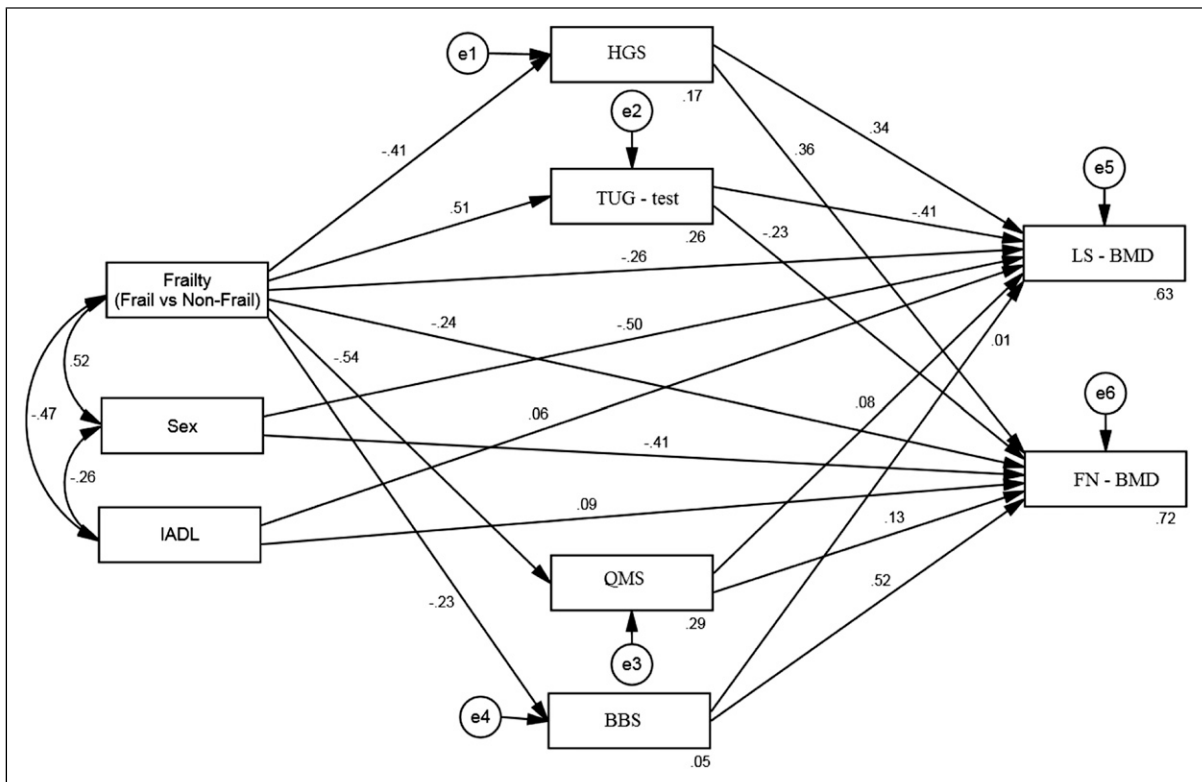 HGS
e1
.17
e2
.34
-.41
.36
e5
TUG - test
.51
-.41
.26
-.23
LS - BMD
-.26
Frailty
(Frail vs Non-Frail)
.63
-.24
-.50
.01
-.54
.52
e6
.08
-.47
.06
Sex
-.41
-.26
FN - BMD
.09
.72
IADL
.13
QMS
.52
-.23
.29
e3
e4
BBS
.05